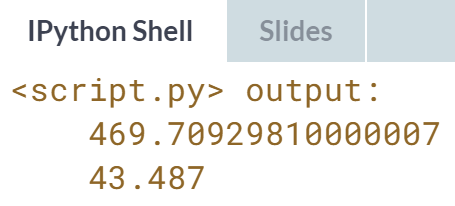 IPython Shell Slides
<script.py> output:
469.70929810000007
43.487